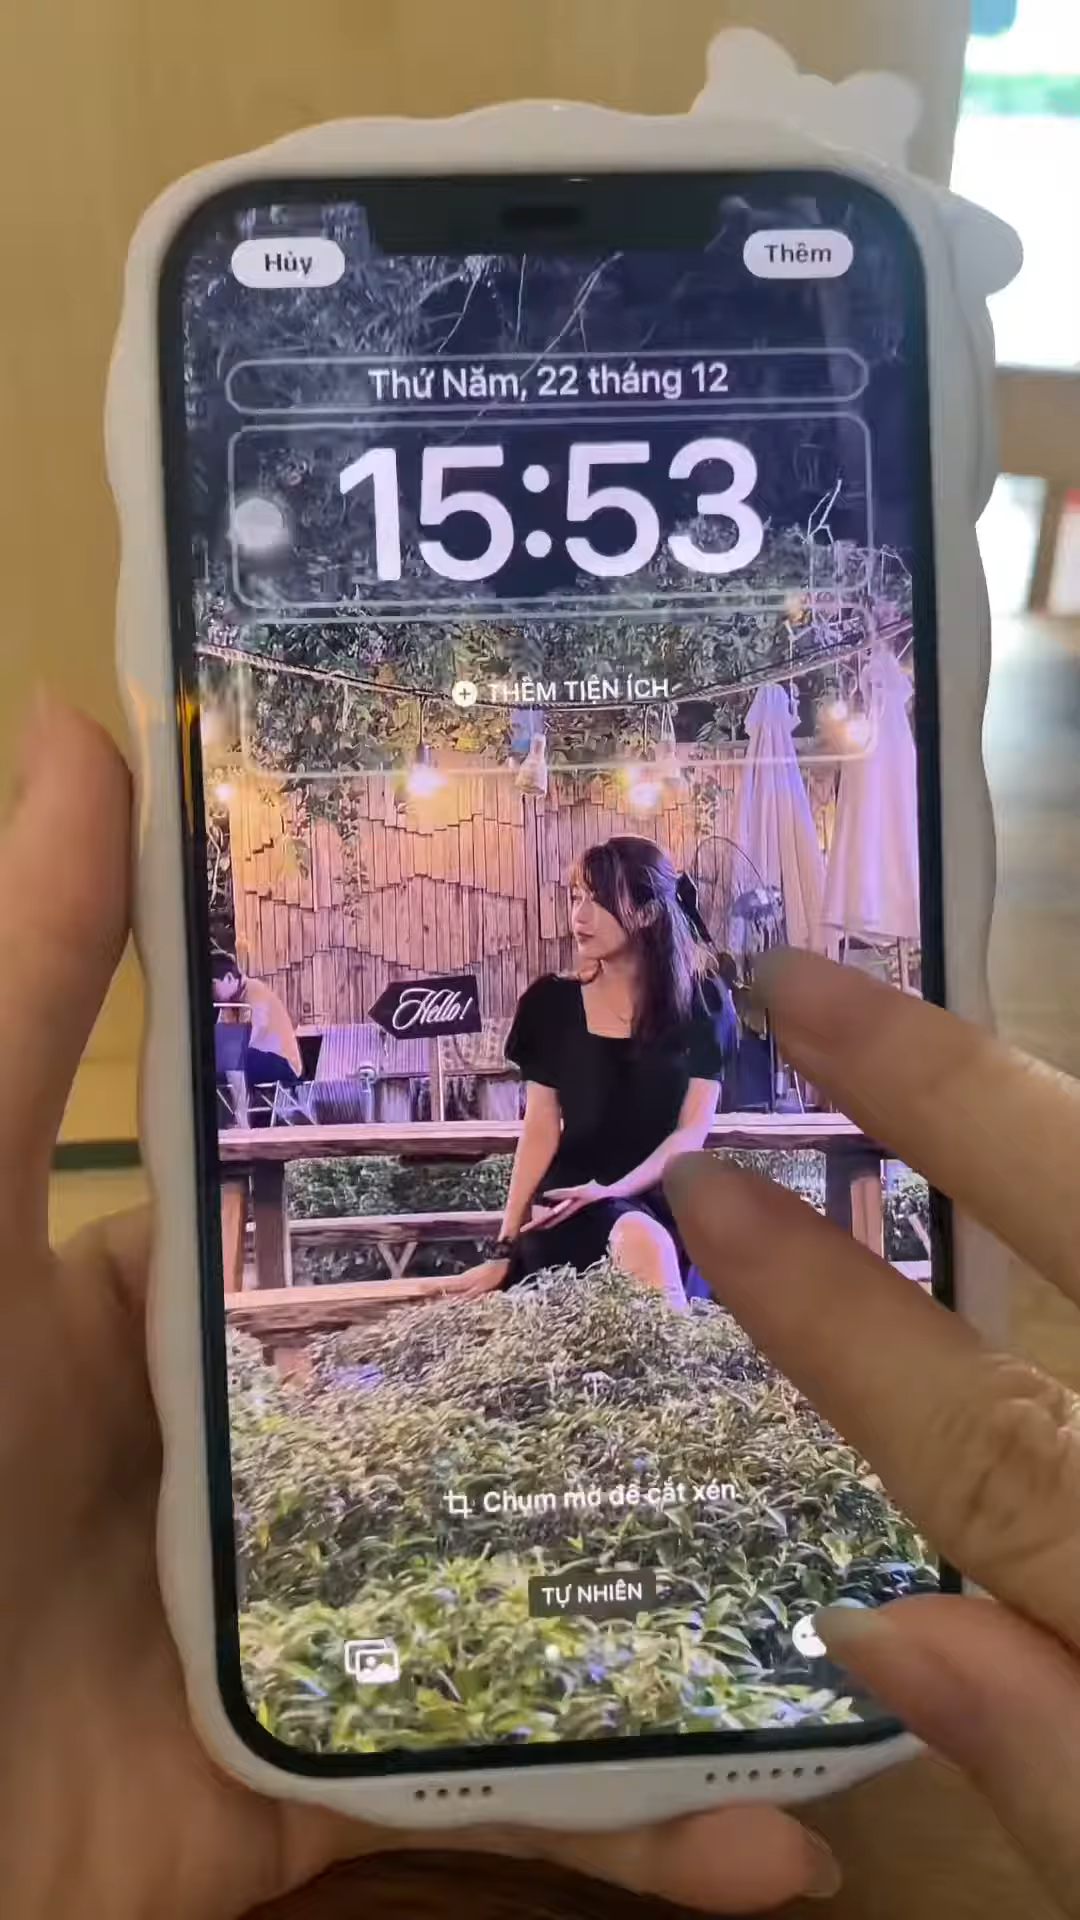 Hủy
Thêm
Thứ Năm, 22 tháng 12
15:53
THÊM TIỆN ÍCH
Hello!
Chụm mở để cắt xén.
TỰ NHIÊN